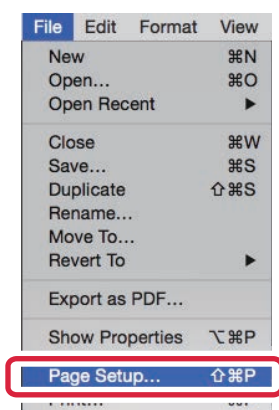 File Edit Format View
New ⌘N
Open... ⌘O
Open Recent ▶
Close ⌘W
Save... ⌘S
Duplicate ⇧⌘S
Rename...
Move To...
Revert To ▶
Export as PDF...
Show Properties ⌥⌘P
Page Setup... ⇧⌘P